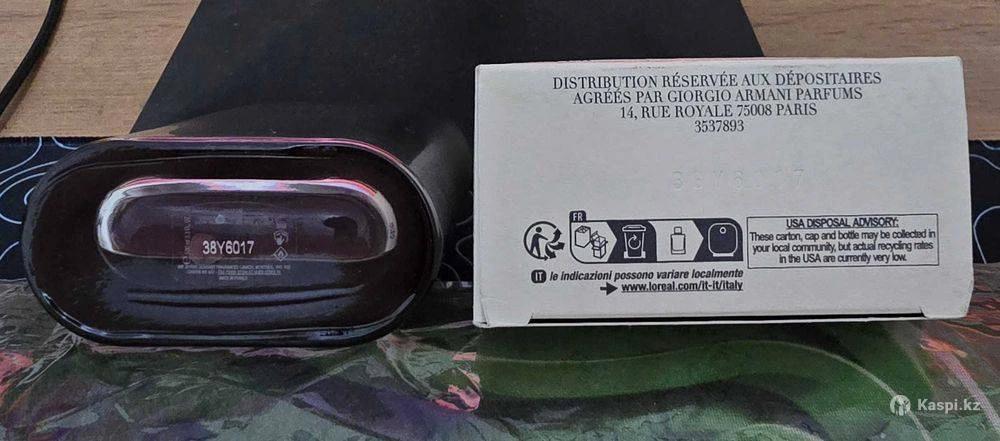 38Y6017
MADE IN FRANCE
DISTRIBUTION RÉSERVÉE AUX DÉPOSITAIRES
AGRÉÉS PAR GIORGIO ARMANI PARFUMS
14, RUE ROYALE 75008 PARIS
3537893
38Y6017
FR
USA DISPOSAL ADVISORY:
These carton, cap and bottle may be collected in
your local community, but actual recycling rates
in the USA are currently very low.
IT le indicazioni possono variare localmente
www.loreal.com/it-it/italy
Kaspi.kz